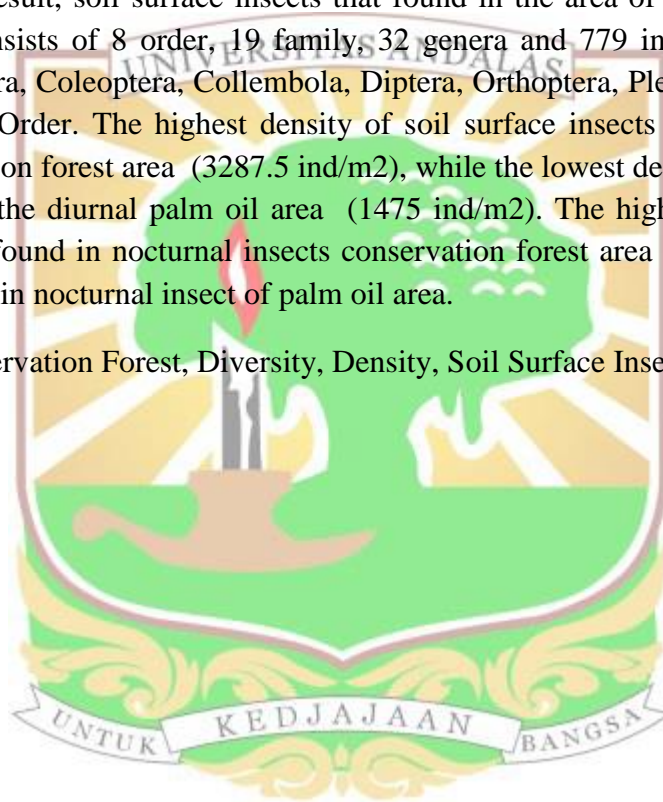 result, soil surface insects that found in the area of
nsists of 8 order, 19 family, 32 genera and 779 in
UNIVERSITAS ANDALAS
ra, Coleoptera, Collembola, Diptera, Orthoptera, Ple
Order. The highest density of soil surface insects
on forest area (3287.5 ind/m2), while the lowest de
the diurnal palm oil area (1475 ind/m2). The high
found in nocturnal insects conservation forest area
in nocturnal insect of palm oil area.
ervation Forest, Diversity, Density, Soil Surface Inse
UNTUK KEDJAJAAN BANGSA